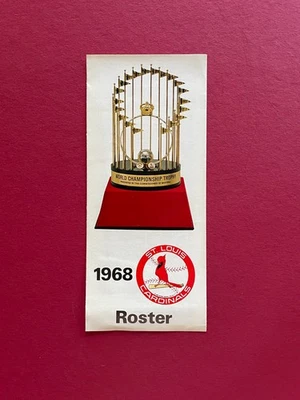 WORLD CHAMPIONSHIP TROPHY
1968
ST. LOUIS
CARDINALS
Roster